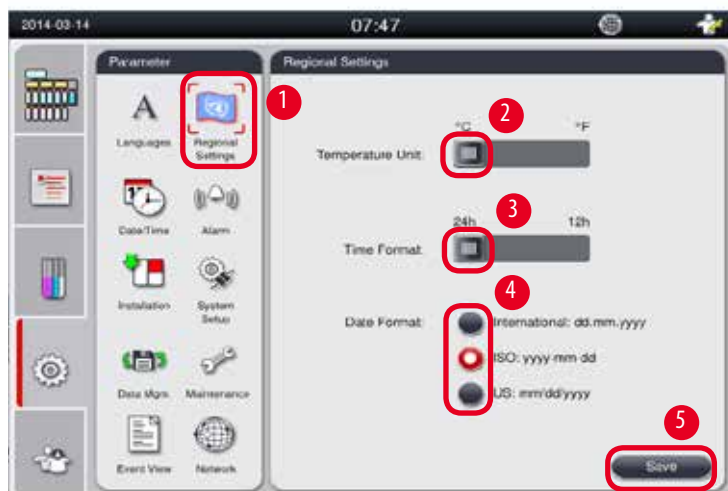 2014-03-14
07:47
Parameter
Regional Settings
Languages
Regional
Settings
1
2
°C
°F
Temperature Unit:
Date/Time
Alarm
3
24h
12h
Time Format:
Installation
System
Setup
4
Date Format:
International: dd.mm.yyyy
ISO: yyyy-mm-dd
US: mm/dd/yyyy
Data Mgm.
Maintenance
5
Save
Event View
Network